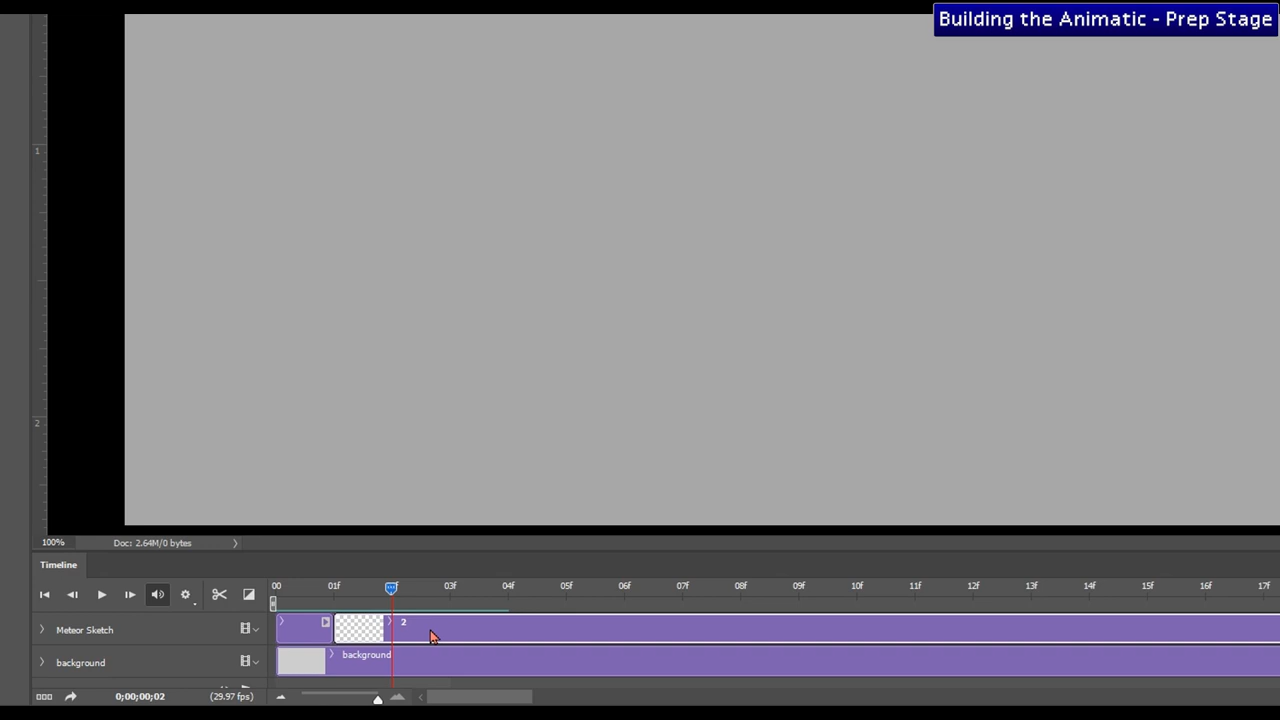 Building the Animatic - Prep Stage
1
2
100%
Doc: 2.64M/0 bytes
Timeline
00 01f 03f 04f 05f 06f 07f 08f 09f 10f 11f 12f 13f 14f 15f 16f 17f
Meteor Sketch
2
background
background
0;00;00;02
(29.97 fps)